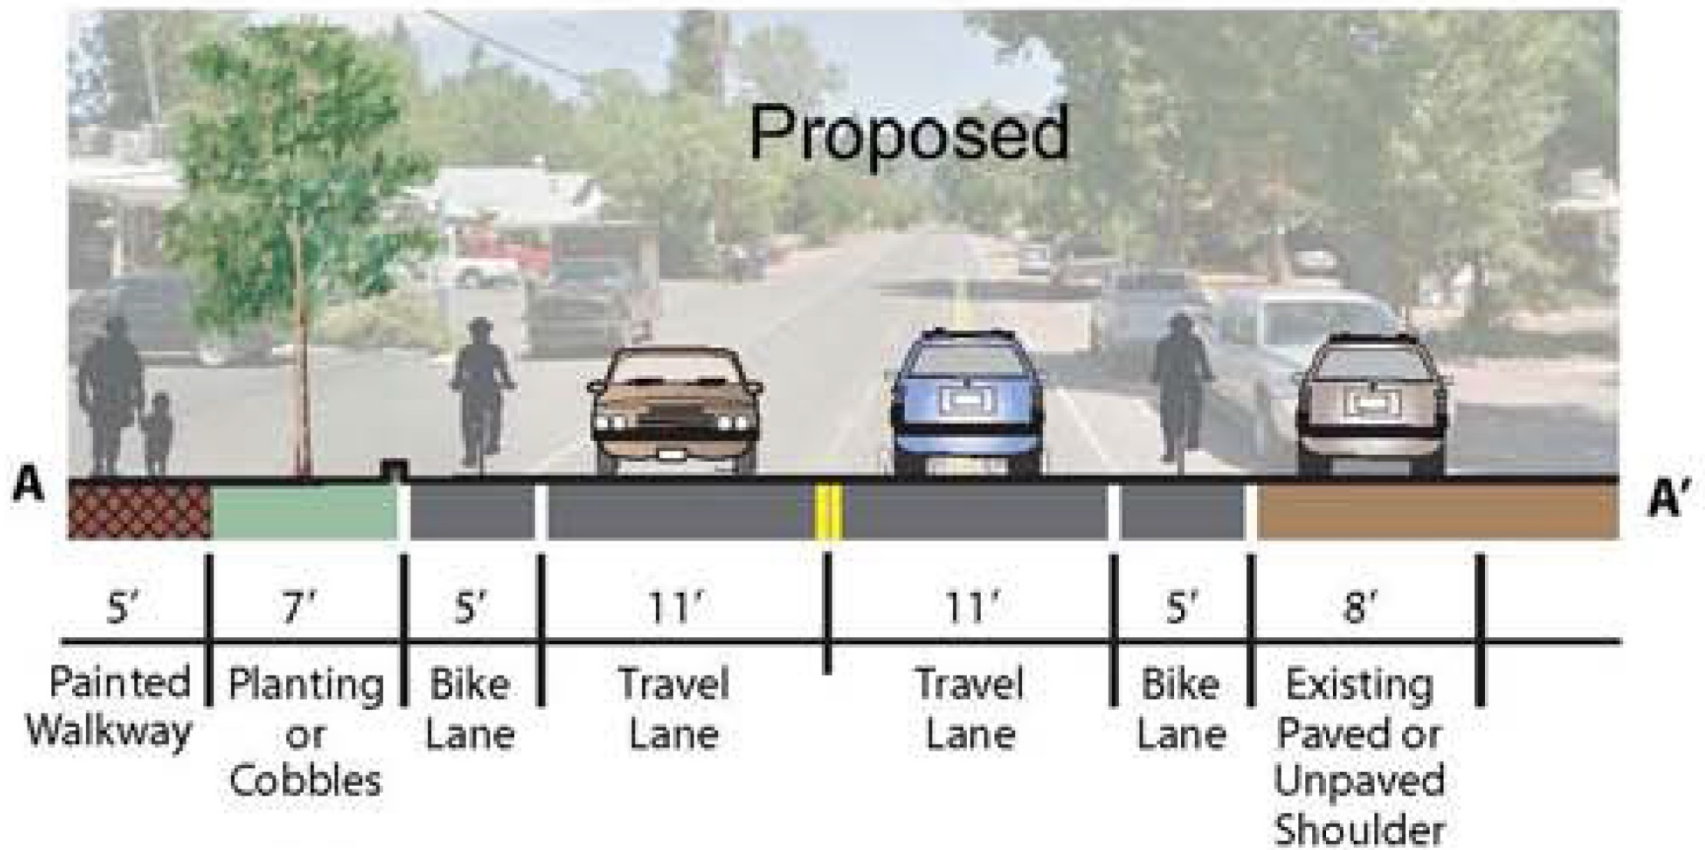 Proposed
A
A′
5′ 7′ 5′ 11′ 11′ 5′ 8′
Painted
Walkway
Planting
or
Cobbles
Bike
Lane
Travel
Lane
Travel
Lane
Bike
Lane
Existing
Paved or
Unpaved
Shoulder